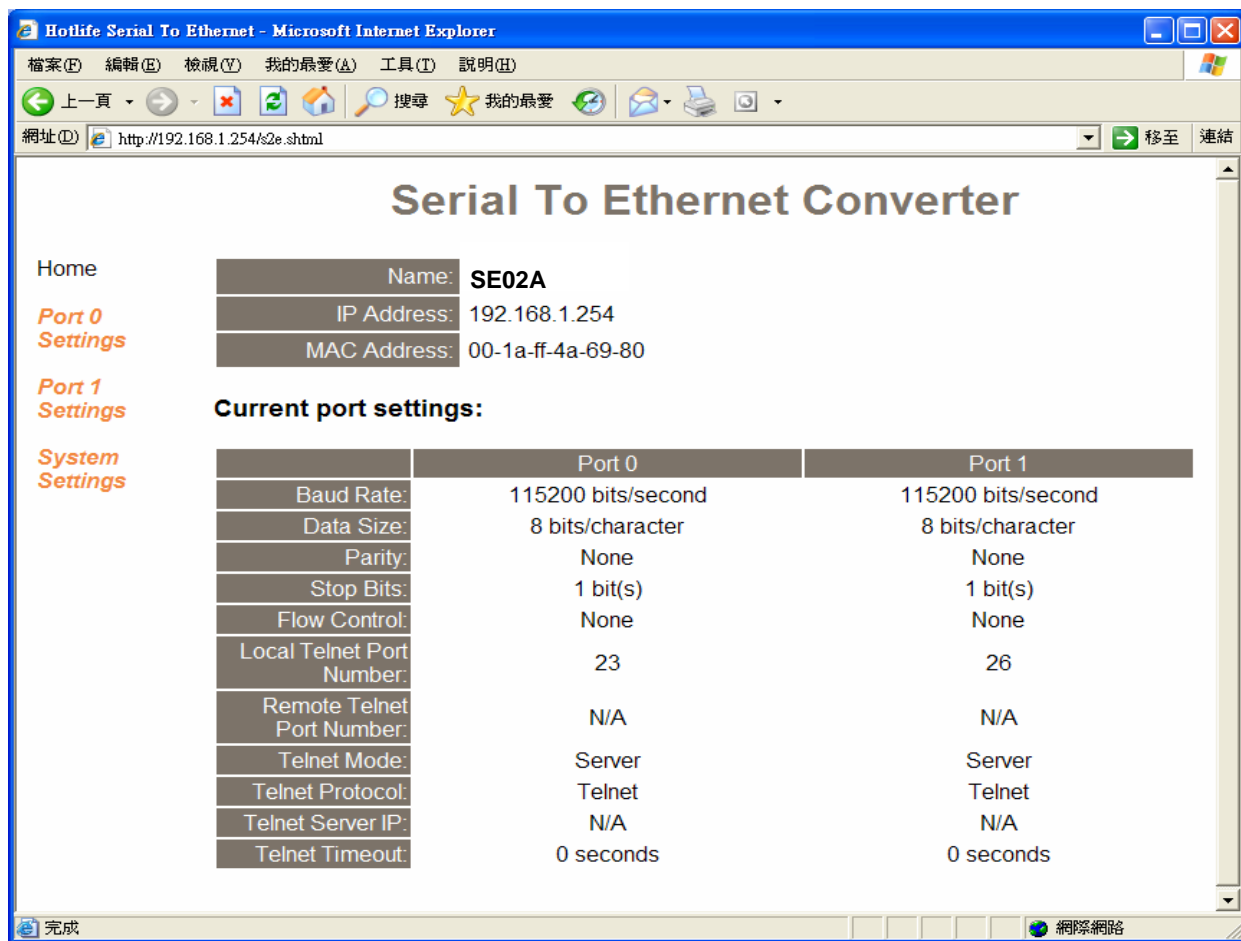 Hotlife Serial To Ethernet - Microsoft Internet Explorer
檔案(F) 編輯(E) 檢視(V) 我的最愛(A) 工具(T) 說明(H)
上一頁 搜尋 我的最愛
網址(D) http://192.168.1.254/s2e.shtml 移至 連結
Serial To Ethernet Converter
Home
Port 0
Settings
Port 1
Settings
System
Settings
Name: SE02A
IP Address: 192.168.1.254
MAC Address: 00-1a-ff-4a-69-80
Current port settings:
Port 0 Port 1
Baud Rate: 115200 bits/second 115200 bits/second
Data Size: 8 bits/character 8 bits/character
Parity: None None
Stop Bits: 1 bit(s) 1 bit(s)
Flow Control: None None
Local Telnet Port
Number: 23 26
Remote Telnet
Port Number: N/A N/A
Telnet Mode: Server Server
Telnet Protocol: Telnet Telnet
Telnet Server IP: N/A N/A
Telnet Timeout: 0 seconds 0 seconds
完成 網際網路